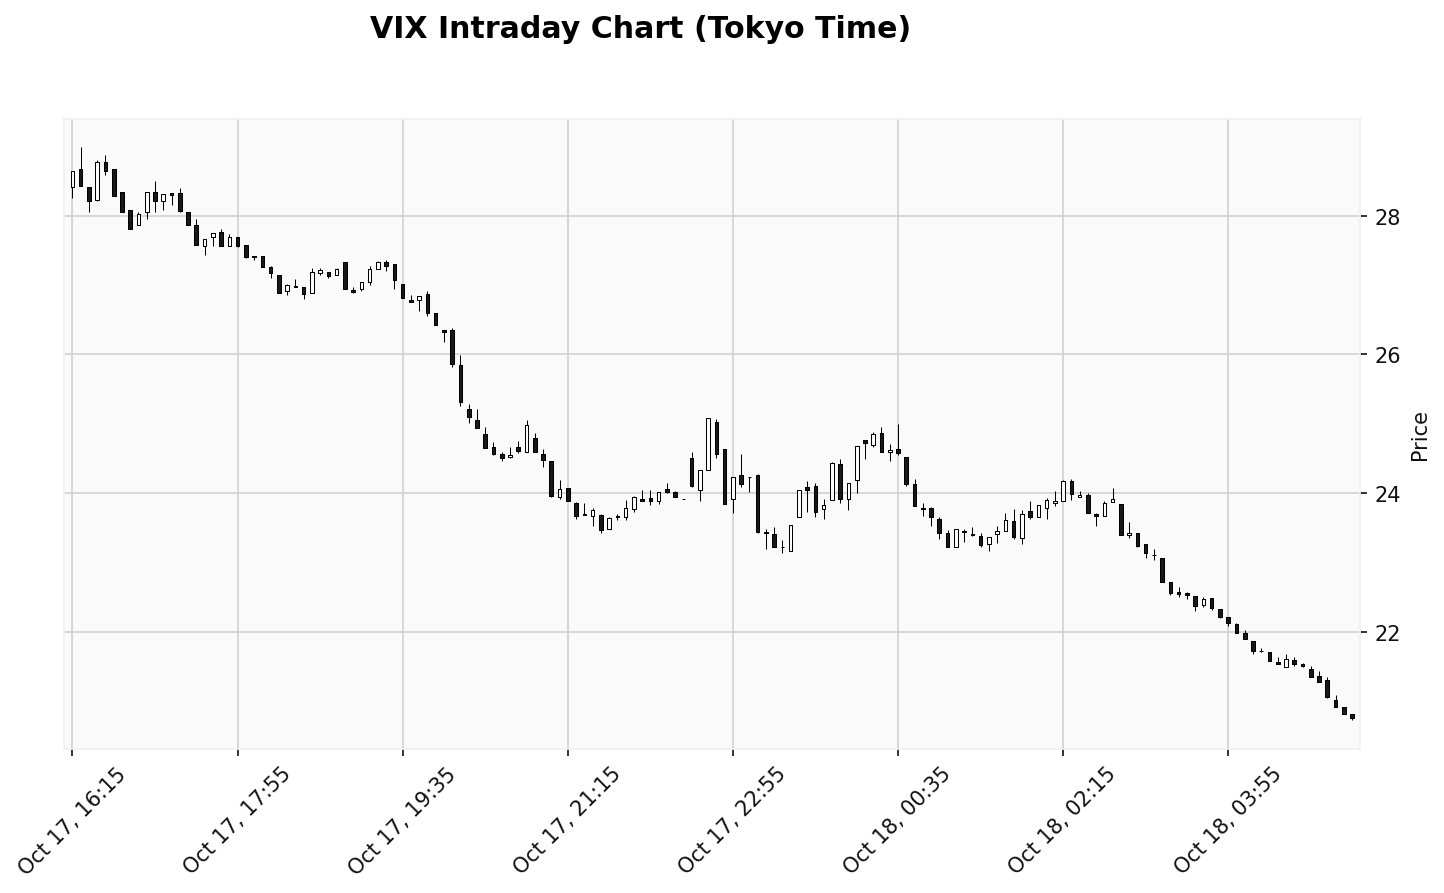 VIX Intraday Chart (Tokyo Time)
28
26
24
22
Price
Oct 17, 16:15
Oct 17, 17:55
Oct 17, 19:35
Oct 17, 21:15
Oct 17, 22:55
Oct 18, 00:35
Oct 18, 02:15
Oct 18, 03:55